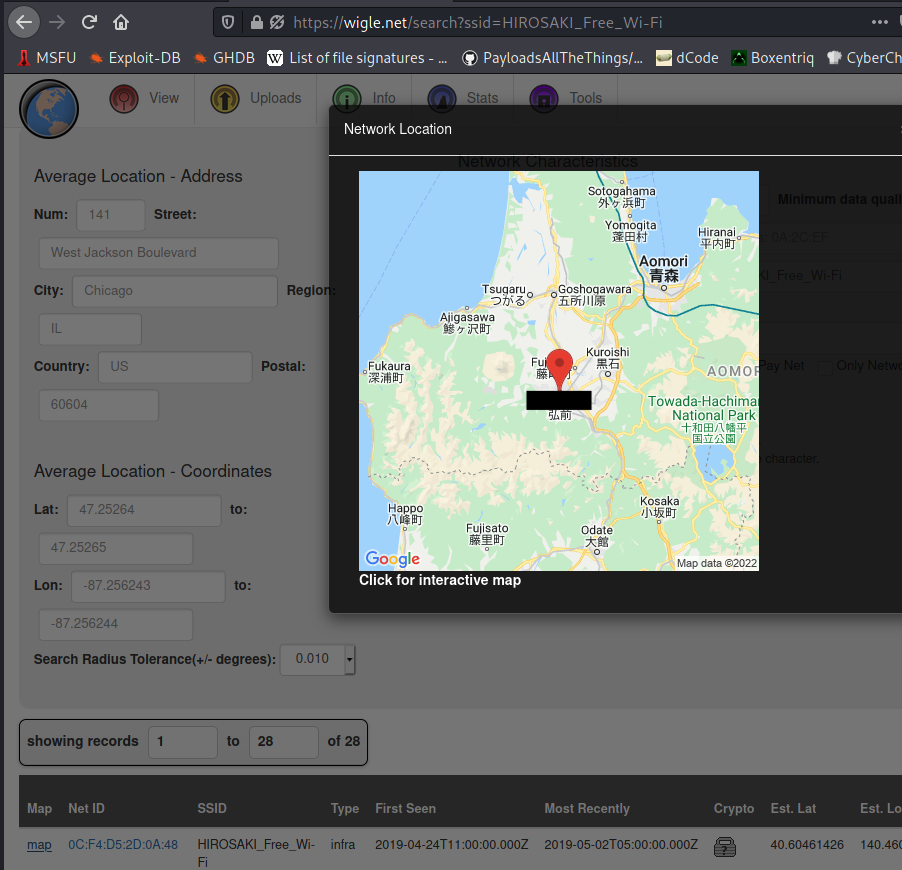 https://wigle.net/search?ssid=HIROSAKI_Free_Wi-Fi
MSFU Exploit-DB GHDB List of file signatures - ... PayloadsAllTheThings/... dCode Boxentriq CyberCh
View Uploads Info Stats Tools
Network Location
Network Characteristics
Average Location - Address
Num: 141 Street:
West Jackson Boulevard
City: Chicago Region:
IL
Country: US Postal:
60604
Average Location - Coordinates
Lat: 47.25264 to:
47.25265
Lon: -87.256243 to:
-87.256244
Search Radius Tolerance(+/- degrees): 0.010
Minimum data quali
0A:2C:EF
KI_Free_Wi-Fi
Pay Net Only Netwo
e character.
Sotogahama
外ヶ浜町
Yomogita
蓬田村
Hiranai
平内町
Aomori
青森
Tsugaru
つがる
Goshogawara
五所川原
Ajigasawa
鰺ヶ沢町
Fukaura
深浦町
Kuroishi
黒石
AOMOR
Towada-Hachiman
National Park
十和田八幡平
国立公園
弘前
Happo
八峰町
Fujisato
藤里町
Kosaka
小坂町
Odate
大館
Google
Map data ©2022
Click for interactive map
showing records 1 to 28 of 28
Map Net ID SSID Type First Seen Most Recently Crypto Est. Lat Est. Lo
map 0C:F4:D5:2D:0A:48 HIROSAKI_Free_Wi- infra 2019-04-24T11:00:00.000Z 2019-05-02T05:00:00.000Z ? 40.60461426 140.460
Fi